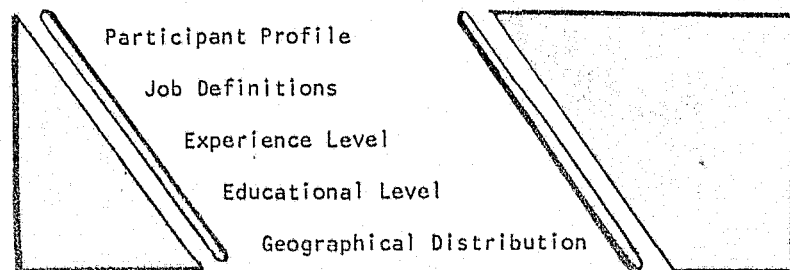 Participant Profile
Job Definitions
Experience Level
Educational Level
Geographical Distribution